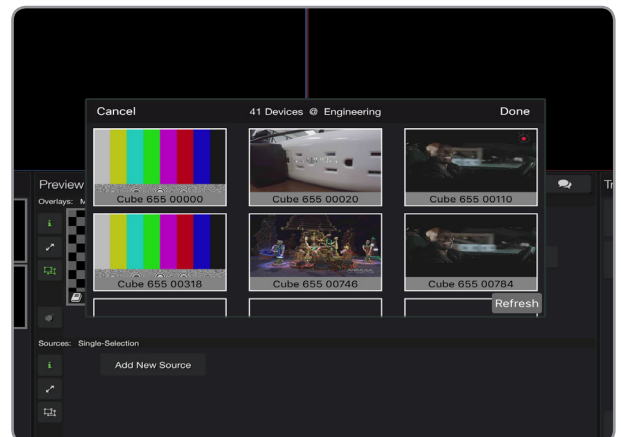 Cancel
41 Devices @ Engineering
Done
Cube 655 00000
Cube 655 00020
Cube 655 00110
Preview
Tr
Overlays: M
i
Cube 655 00318
Cube 655 00746
Cube 655 00784
Refresh
Sources: Single-Selection
i
Add New Source